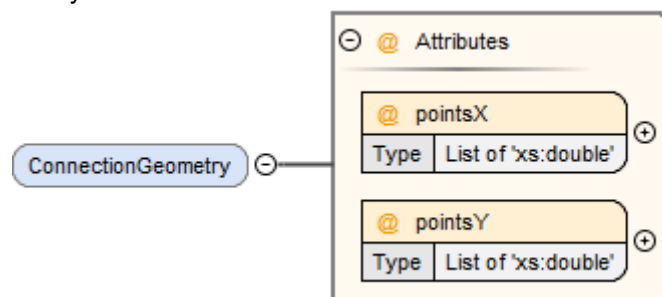 @ Attributes
@ pointsX
Type List of 'xs:double'
ConnectionGeometry
@ pointsY
Type List of 'xs:double'